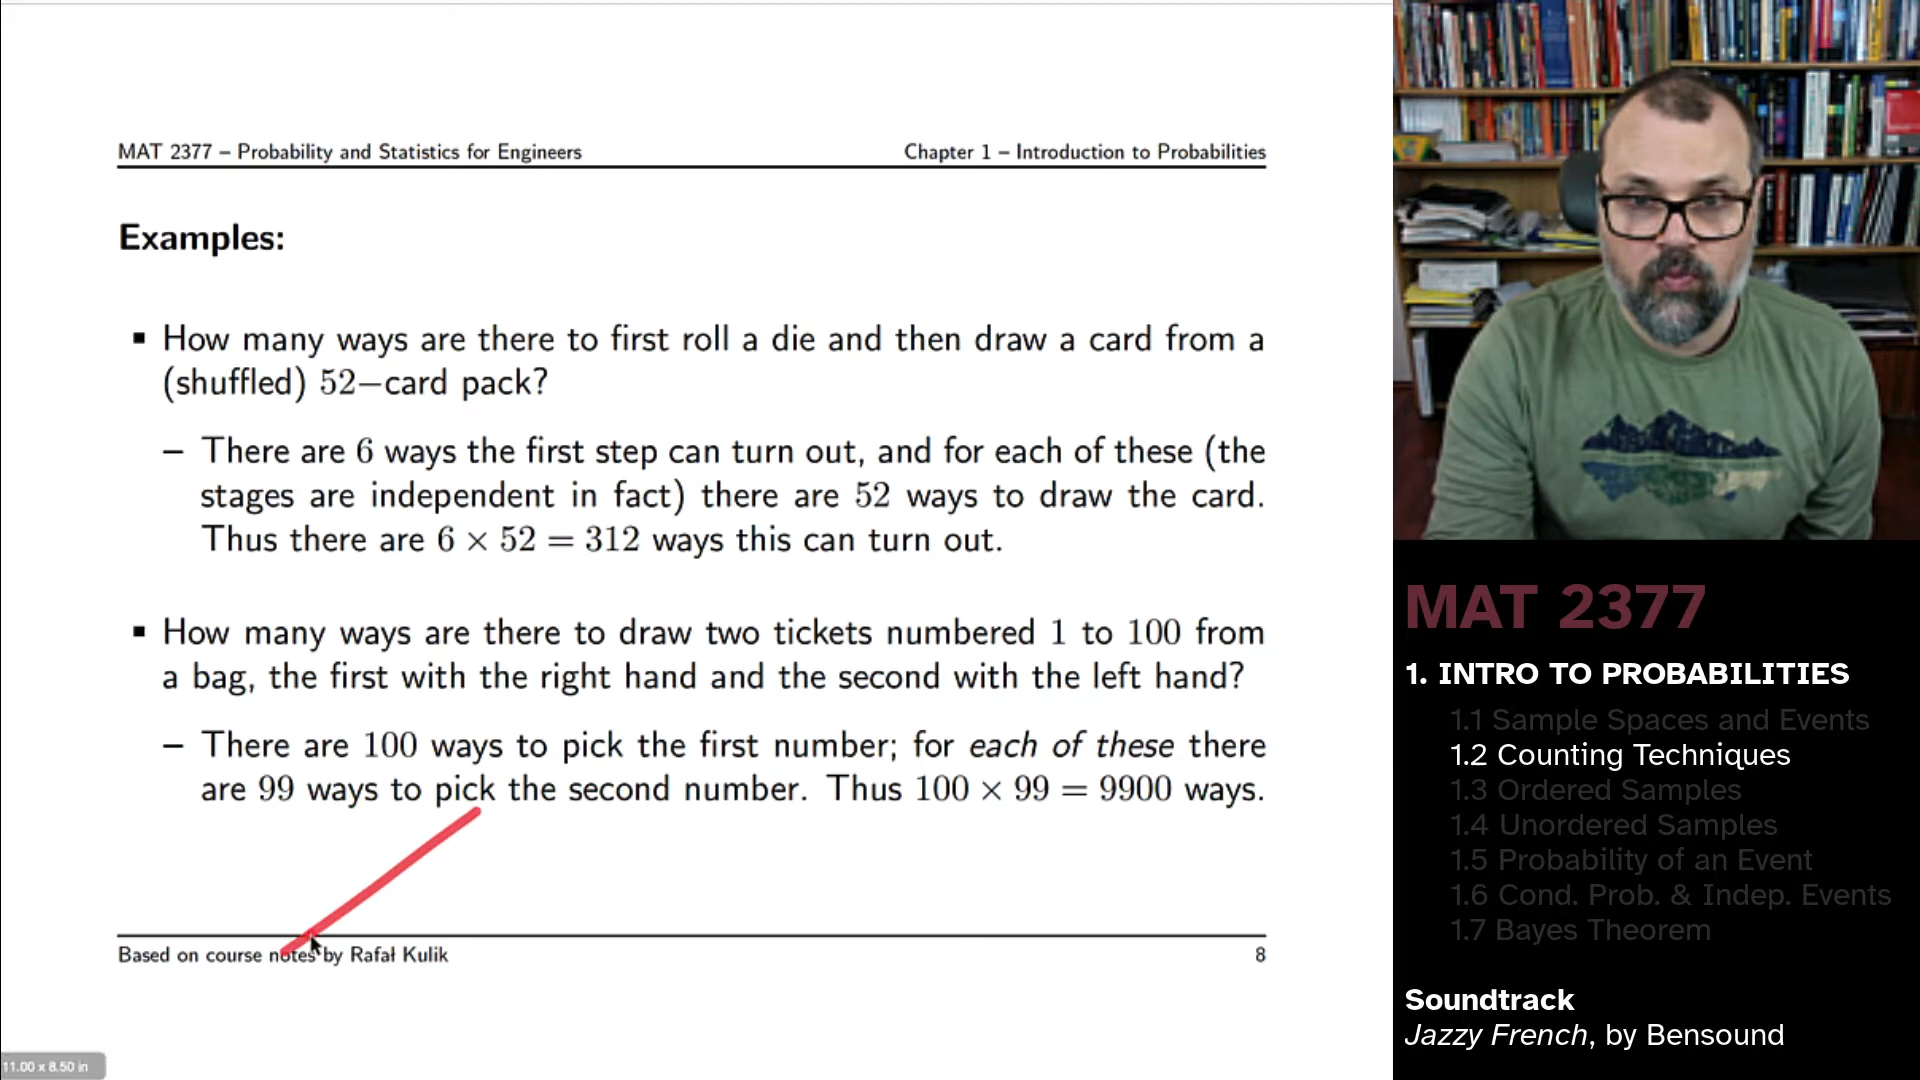 MAT 2377 – Probability and Statistics for Engineers
Chapter 1 – Introduction to Probabilities
Examples:
▪ How many ways are there to first roll a die and then draw a card from a
(shuffled) 52–card pack?
– There are 6 ways the first step can turn out, and for each of these (the
stages are independent in fact) there are 52 ways to draw the card.
Thus there are 6 × 52 = 312 ways this can turn out.
▪ How many ways are there to draw two tickets numbered 1 to 100 from
a bag, the first with the right hand and the second with the left hand?
– There are 100 ways to pick the first number; for each of these there
are 99 ways to pick the second number. Thus 100 × 99 = 9900 ways.
Based on course notes by Rafał Kulik
8
11.00 x 8.50 in
MAT 2377
1. INTRO TO PROBABILITIES
1.1 Sample Spaces and Events
1.2 Counting Techniques
1.3 Ordered Samples
1.4 Unordered Samples
1.5 Probability of an Event
1.6 Cond. Prob. & Indep. Events
1.7 Bayes Theorem
Soundtrack
Jazzy French, by Bensound